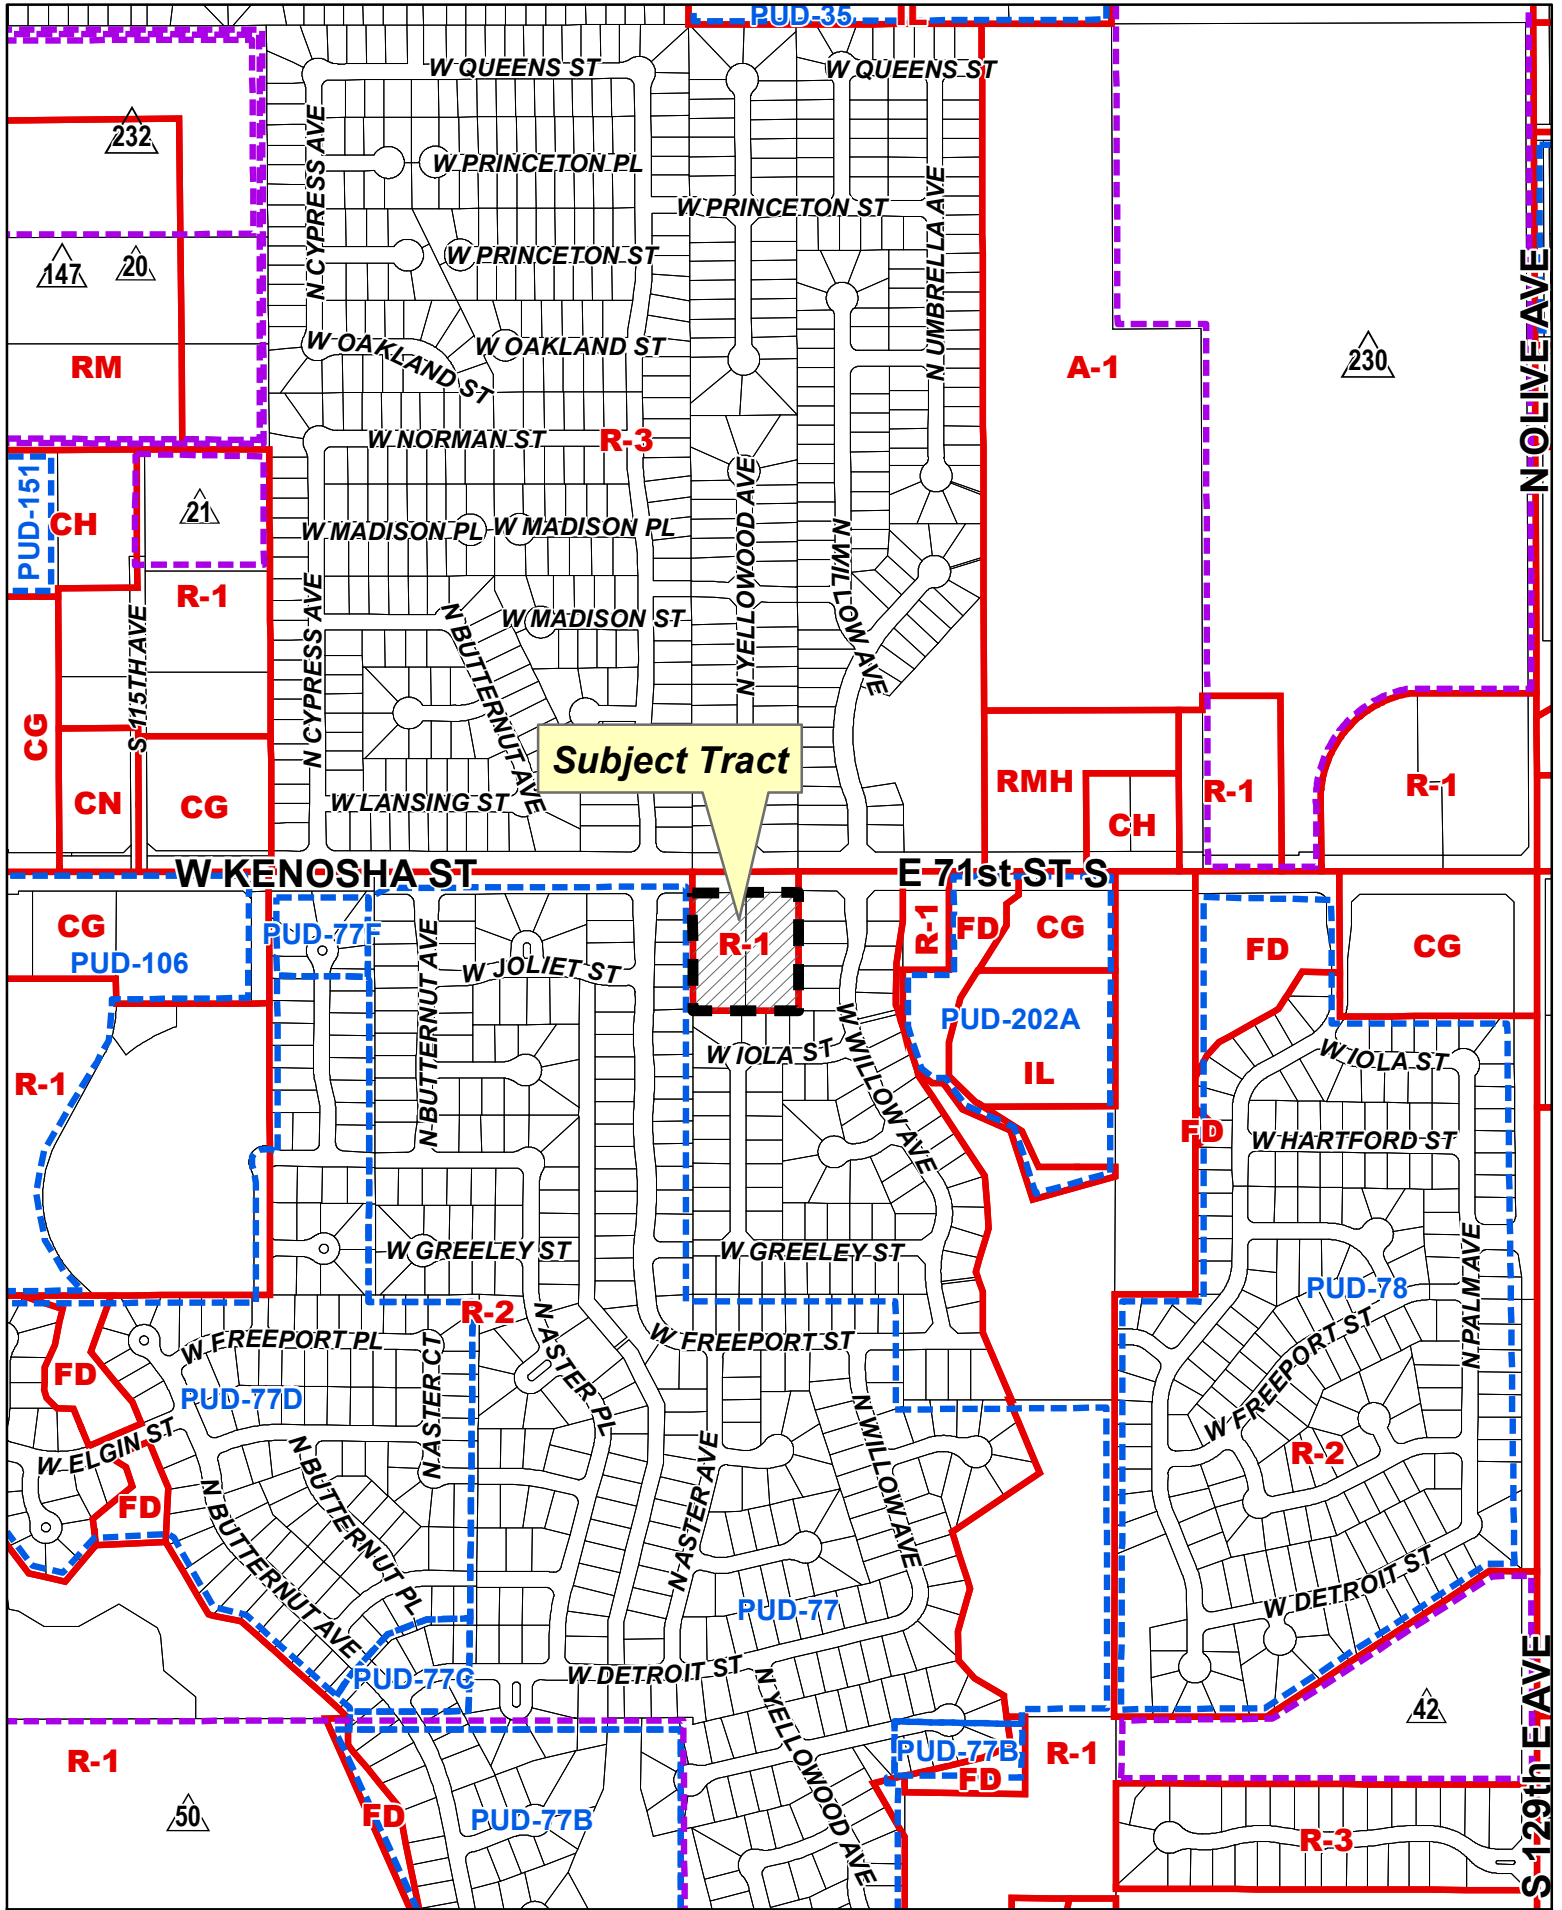 PUD-35
IL
W QUEENS ST
W QUEENS ST
232
N CYPRESS AVE
W PRINCETON PL
W PRINCETON ST
N UMBRELLA AVE
147
20
W PRINCETON ST
N OLIVE AVE
W OAKLAND ST
W OAKLAND ST
RM
A-1
230
W NORMAN ST
R-3
PUD-151
CH
21
N YELLOWOOD AVE
W MADISON PL
W MADISON PL
N WILLOW AVE
R-1
S 115TH AVE
N CYPRESS AVE
N BUTTERNUT AVE
W MADISON ST
CG
Subject Tract
CN
CG
W LANSING ST
RMH
CH
R-1
R-1
W KENOSHA ST
E 71st ST S
CG
PUD-106
PUD-77F
N BUTTERNUT AVE
W JOLIET ST
R-1
R-1
FD
CG
FD
CG
PUD-202A
IL
W IOLA ST
W WILLOW AVE
W IOLA ST
R-1
FD
W HARTFORD ST
W GREELEY ST
W GREELEY ST
N PALM AVE
PUD-78
R-2
N ASTER PL
W FREEPORT PL
N ASTER CT
W FREEPORT ST
W FREEPORT ST
FD
PUD-77D
W ELGIN ST
N BUTTERNUT PL
N ASTER AVE
N WILLOW AVE
R-2
FD
N BUTTERNUT AVE
W DETROIT ST
PUD-77
PUD-77C
W DETROIT ST
N YELLOWOOD AVE
42
S 129th E AVE
R-1
PUD-77B
FD
R-1
50
FD
PUD-77B
R-3